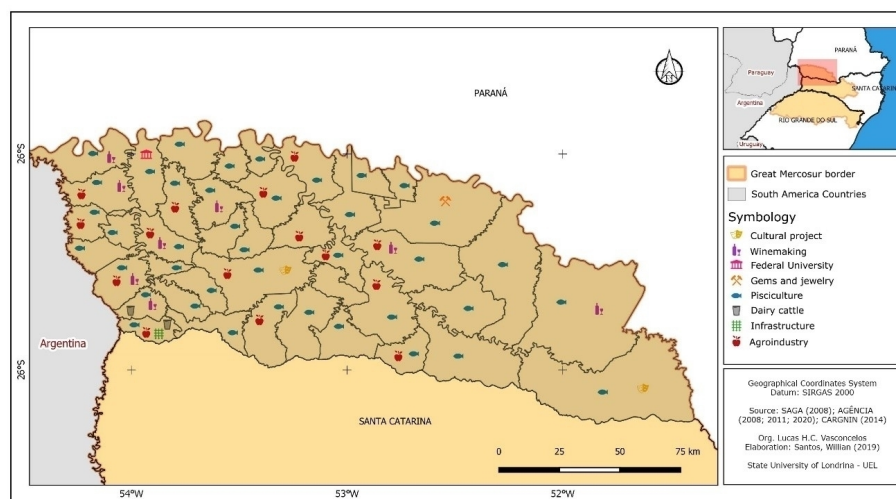 PARANÁ
26°S
26°S
26°S
26°S
Argentina
SANTA CATARINA
0 25 50 75 km
54°W
53°W
52°W
PARANÁ
Paraguay
SANTA CATARIN
Argentina
RIO GRANDE DO SUL
Uruguay
Great Mercosur border
South America Countries
Symbology
Cultural project
Winemaking
Federal University
Gems and jewelry
Pisciculture
Dairy cattle
Infrastructure
Agroindustry
Geographical Coordinates System
Datum: SIRGAS 2000
Source: SAGA (2008); AGÊNCIA
(2008; 2011; 2020); CARGNIN (2014)
Org. Lucas H.C. Vasconcelos
Elaboration: Santos, Willian (2019)
State University of Londrina - UEL